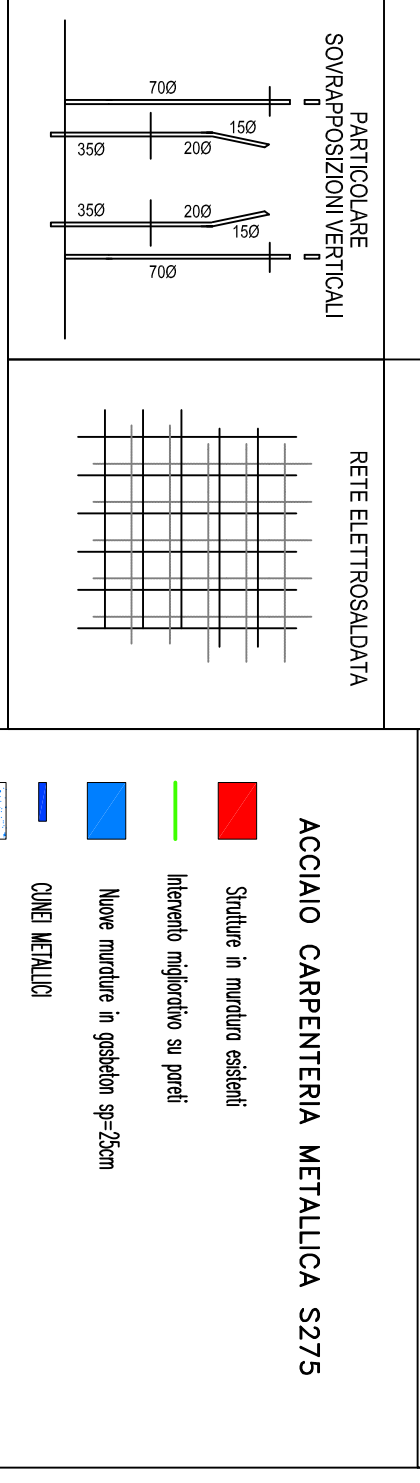 PARTICOLARE
SOVRAPPOSIZIONI VERTICALI
70Ø
15Ø
35Ø
20Ø
35Ø
20Ø
15Ø
70Ø
RETE ELETTROSALDATA
ACCIAIO CARPENTERIA METALLICA S275
Strutture in muratura esistenti
Intervento migliorativo su pareti
Nuove murature in gasbeton sp=25cm
CUNEI METALLICI